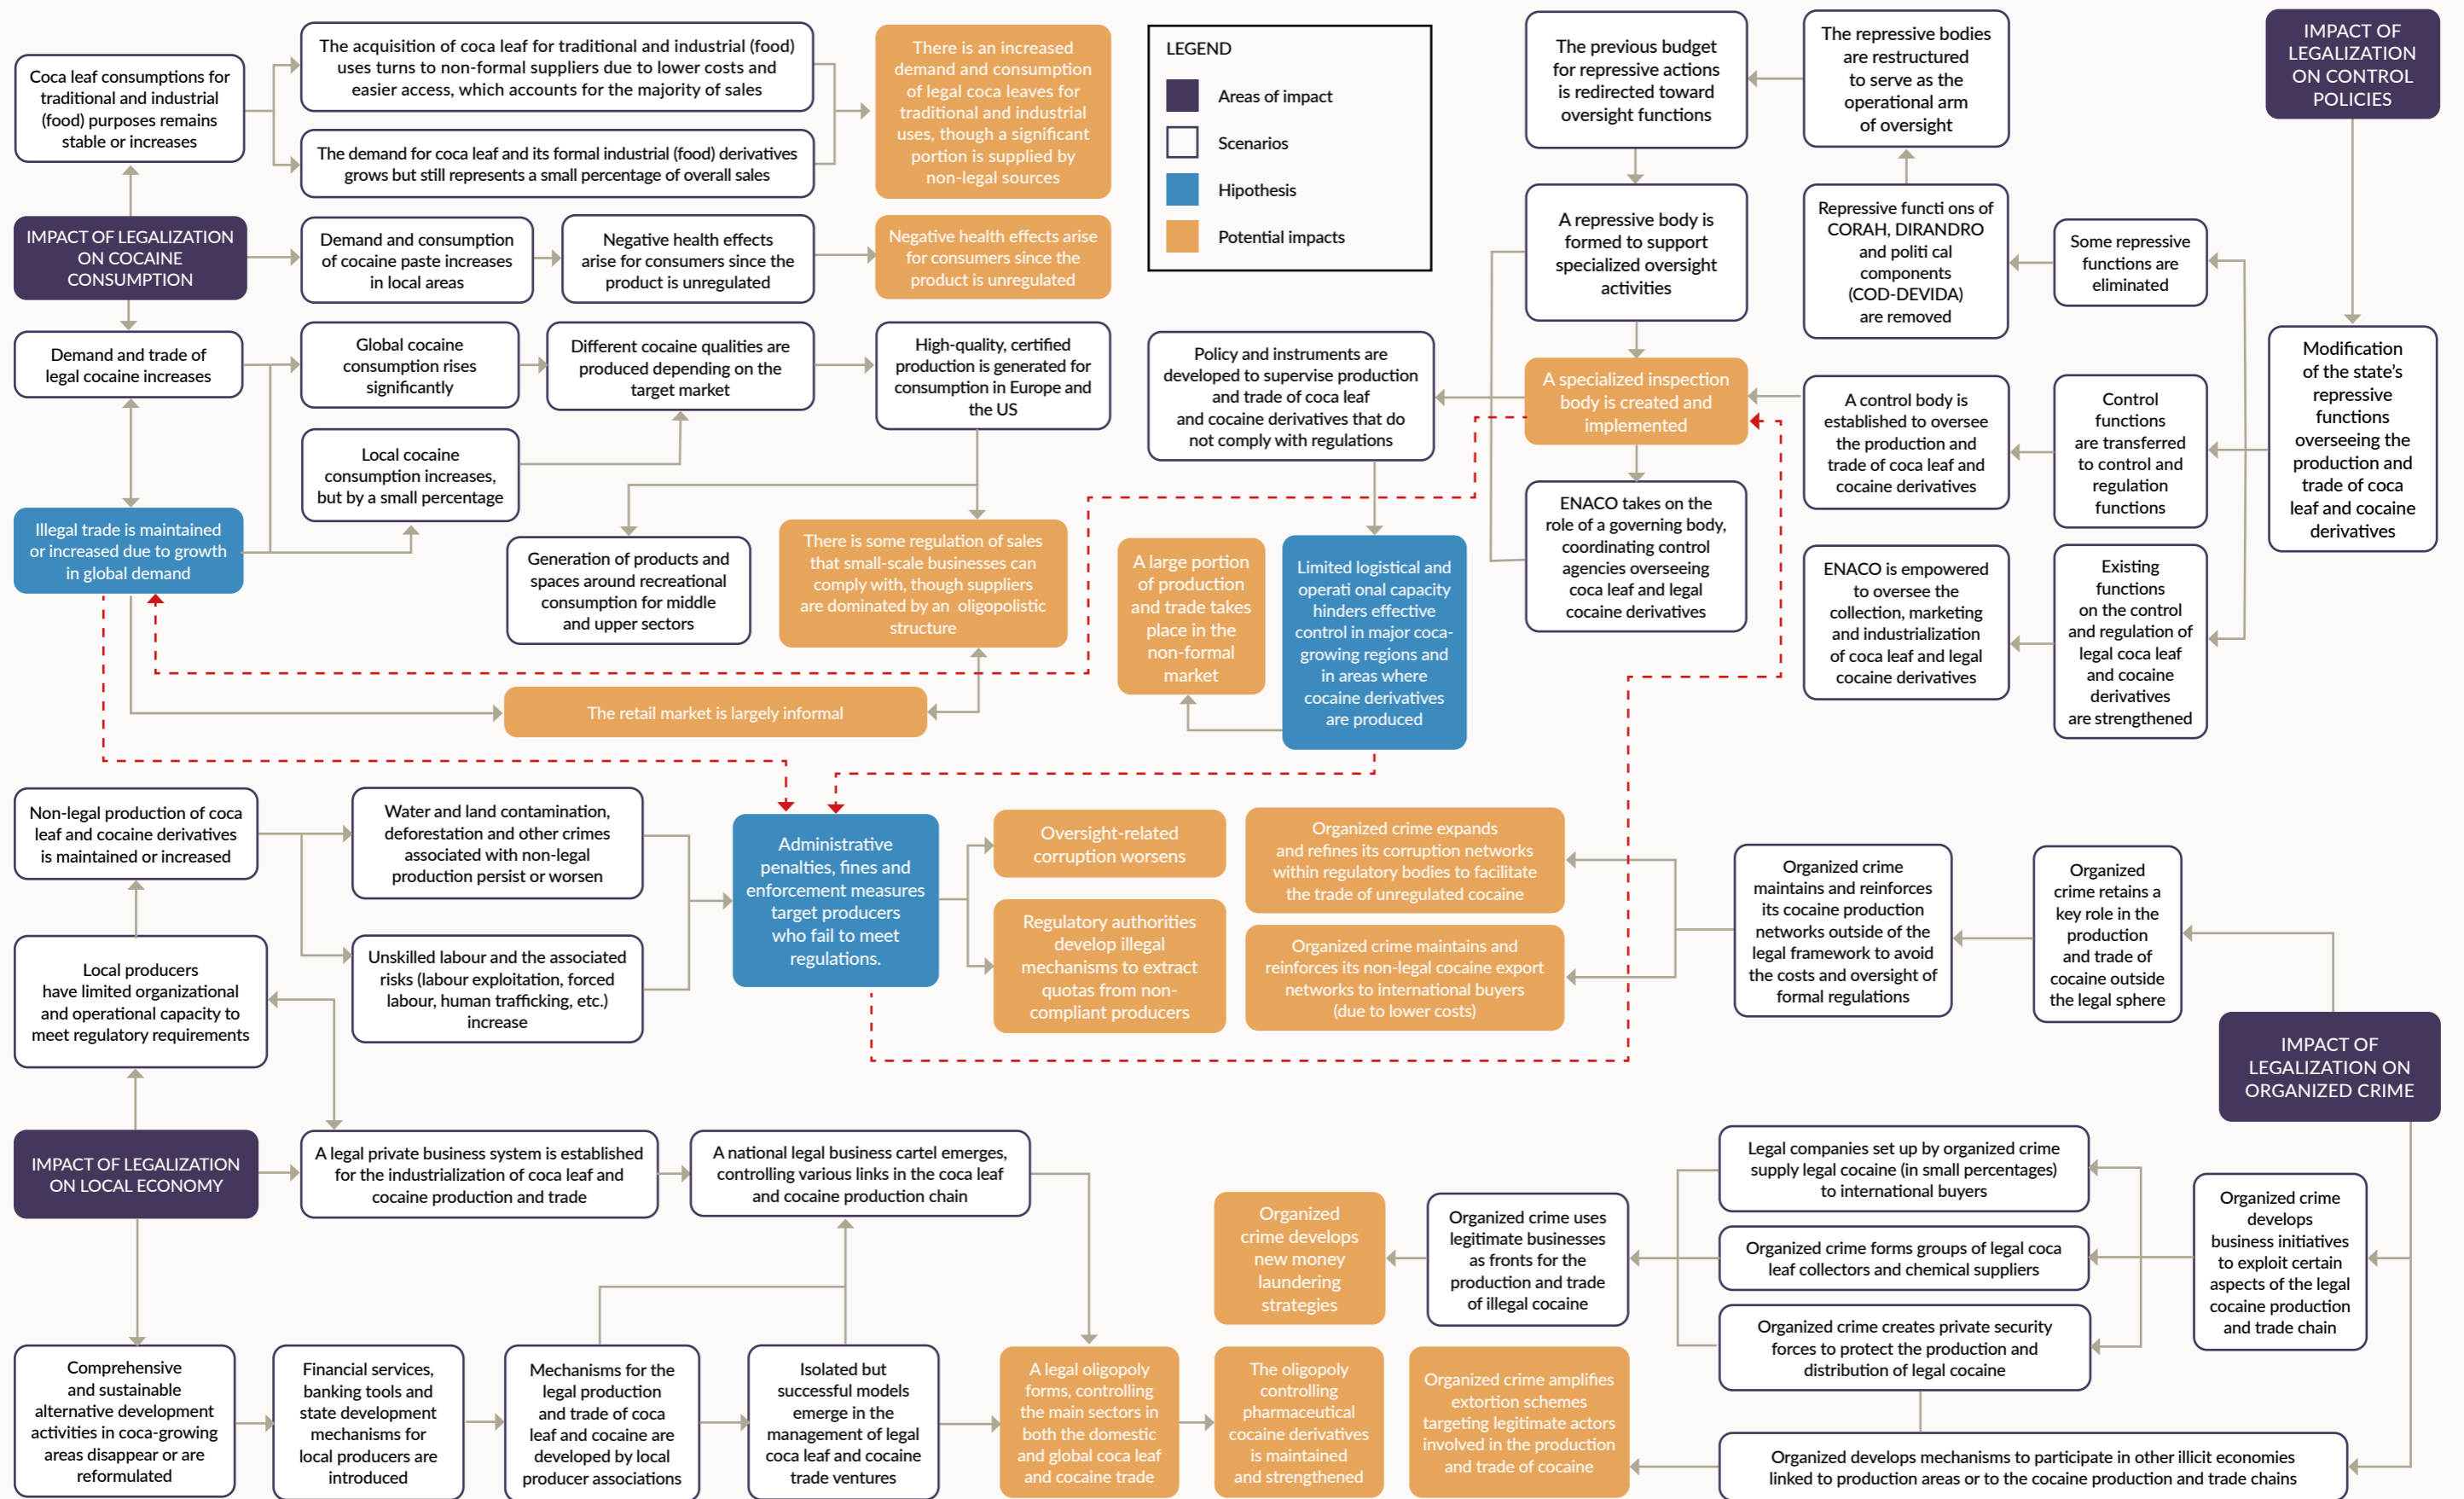 Coca leaf consumptions for
traditional and industrial
(food) purposes remains
stable or increases
The acquisition of coca leaf for traditional and industrial (food)
uses turns to non-formal suppliers due to lower costs and
easier access, which accounts for the majority of sales
The demand for coca leaf and its formal industrial (food) derivatives
grows but still represents a small percentage of overall sales
There is an increased
demand and consumption
of legal coca leaves for
traditional and industrial
uses, though a significant
portion is supplied by
non-legal sources
LEGEND
Areas of impact
Scenarios
Hipothesis
Potential impacts
The previous budget
for repressive actions
is redirected toward
oversight functions
The repressive bodies
are restructured
to serve as the
operational arm
of oversight
IMPACT OF
LEGALIZATION
ON CONTROL
POLICIES
IMPACT OF LEGALIZATION
ON COCAINE
CONSUMPTION
Demand and consumption
of cocaine paste increases
in local areas
Negative health effects
arise for consumers since the
product is unregulated
Negative health effects arise
for consumers since the
product is unregulated
A repressive body is
formed to support
specialized oversight
activities
Repressive functi ons of
CORAH, DIRANDRO
and politi cal
components
(COD-DEVIDA)
are removed
Some repressive
functions are
eliminated
Demand and trade of
legal cocaine increases
Global cocaine
consumption rises
significantly
Different cocaine qualities are
produced depending on the
target market
High-quality, certified
production is generated for
consumption in Europe and
the US
Policy and instruments are
developed to supervise production
and trade of coca leaf
and cocaine derivatives that do
not comply with regulations
A specialized inspection
body is created and
implemented
A control body is
established to oversee
the production and
trade of coca leaf and
cocaine derivatives
Control
functions
are transferred
to control and
regulation
functions
Modification
of the state's
repressive
functions
overseeing the
production and
trade of coca
leaf and cocaine
derivatives
Local cocaine
consumption increases,
but by a small percentage
Illegal trade is maintained
or increased due to growth
in global demand
Generation of products and
spaces around recreational
consumption for middle
and upper sectors
There is some regulation of sales
that small-scale businesses can
comply with, though suppliers
are dominated by an oligopolistic
structure
A large portion
of production
and trade takes
place in the
non-formal
market
Limited logistical and
operati onal capacity
hinders effective
control in major coca-
growing regions and
in areas where
cocaine derivatives
are produced
ENACO takes on the
role of a governing body,
coordinating control
agencies overseeing
coca leaf and legal
cocaine derivatives
ENACO is empowered
to oversee the
collection, marketing
and industrialization
of coca leaf and legal
cocaine derivatives
Existing
functions
on the control
and regulation of
legal coca leaf
and cocaine
derivatives
are strengthened
The retail market is largely informal
Non-legal production of coca
leaf and cocaine derivatives
is maintained or increased
Water and land contamination,
deforestation and other crimes
associated with non-legal
production persist or worsen
Administrative
penalties, fines and
enforcement measures
target producers
who fail to meet
regulations.
Oversight-related
corruption worsens
Organized crime expands
and refines its corruption networks
within regulatory bodies to facilitate
the trade of unregulated cocaine
Organized crime
maintains and reinforces
its cocaine production
networks outside of the
legal framework to avoid
the costs and oversight of
formal regulations
Organized
crime retains a
key role in the
production
and trade of
cocaine outside
the legal sphere
Local producers
have limited organizational
and operational capacity to
meet regulatory requirements
Unskilled labour and the associated
risks (labour exploitation, forced
labour, human trafficking, etc.)
increase
Regulatory authorities
develop illegal
mechanisms to extract
quotas from non-
compliant producers
Organized crime maintains and
reinforces its non-legal cocaine export
networks to international buyers
(due to lower costs)
IMPACT OF
LEGALIZATION ON
ORGANIZED CRIME
IMPACT OF LEGALIZATION
ON LOCAL ECONOMY
A legal private business system is established
for the industrialization of coca leaf and
cocaine production and trade
A national legal business cartel emerges,
controlling various links in the coca leaf
and cocaine production chain
Organized
crime develops
new money
laundering
strategies
Organized crime uses
legitimate businesses
as fronts for the
production and trade
of illegal cocaine
Legal companies set up by organized crime
supply legal cocaine (in small percentages)
to international buyers
Organized crime forms groups of legal coca
leaf collectors and chemical suppliers
Organized crime creates private security
forces to protect the production and
distribution of legal cocaine
Organized crime
develops
business initiatives
to exploit certain
aspects of the legal
cocaine production
and trade chain
Comprehensive
and sustainable
alternative development
activities in coca-growing
areas disappear or are
reformulated
Financial services,
banking tools and
state development
mechanisms for
local producers are
introduced
Mechanisms for the
legal production
and trade of coca
leaf and cocaine are
developed by local
producer associations
Isolated but
successful models
emerge in the
management of legal
coca leaf and cocaine
trade ventures
A legal oligopoly
forms, controlling
the main sectors in
both the domestic
and global coca leaf
and cocaine trade
The oligopoly
controlling
pharmaceutical
cocaine derivatives
is maintained
and strengthened
Organized crime amplifies
extortion schemes
targeting legitimate actors
involved in the production
and trade of cocaine
Organized develops mechanisms to participate in other illicit economies
linked to production areas or to the cocaine production and trade chains